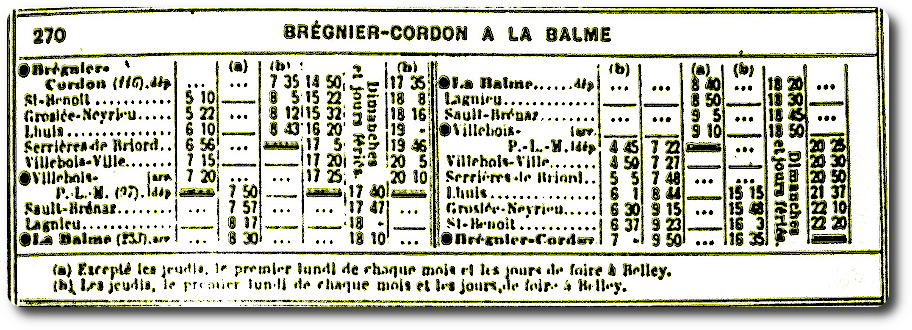 270 BRÉGNIER-CORDON A LA BALME
(a) (b) (b) (b) (a) (b)
Brégnier-
Cordon (116).dép ... ... 7 35 14 50 17 35 La Balme......dép ... ... 8 40 ... 18 20 ...
St-Benoît........... 5 10 8 5 15 22 18 8 Lagnieu............ 8 50 18 30
Groslée-Neyrieu...... 5 22 ... 8 12 15 32 18 16 Sault-Brénaz......... ... ... 9 5 ... 18 45 ...
Lhuis............... 6 10 8 43 16 20 19 - Villebois- {arr. 9 10 18 50
Serrières de Briord.. 6 56 ... 17 5 19 46 P.-L.-M.{dép 4 45 7 22 ... 20 25
Villebois-Ville...... 7 15 17 20 20 5 Villebois-Ville...... 4 50 7 27 20 30
Villebois- {arr 7 20 ... ... 17 25 20 10 Serrières de Briord.. 5 5 7 48 ... ... 20 50
P.-L.-M. (97).{dép 7 50 17 40 Lhuis............. 6 1 8 44 15 15 21 37
Sault-Brénaz......... ... 7 57 ... ... 17 47 ... Groslée-Neyrieu...... 6 30 9 15 ... 15 48 22 10
Lagnieu............ 8 17 18 - St-Benoît.......... 6 37 9 23 16 3 22 20
La Balme (253).arr ... 8 30 ... ... 18 10 ... Brégnier-Cord arr 7 - 9 50 ... 16 35
Dimanches
et jours fériés
Dimanches
et jours fériés
(a) Excepté les jeudis, le premier lundi de chaque mois et les jours de foire à Belley.
(b) Les jeudis, le premier lundi de chaque mois et les jours de foire à Belley.